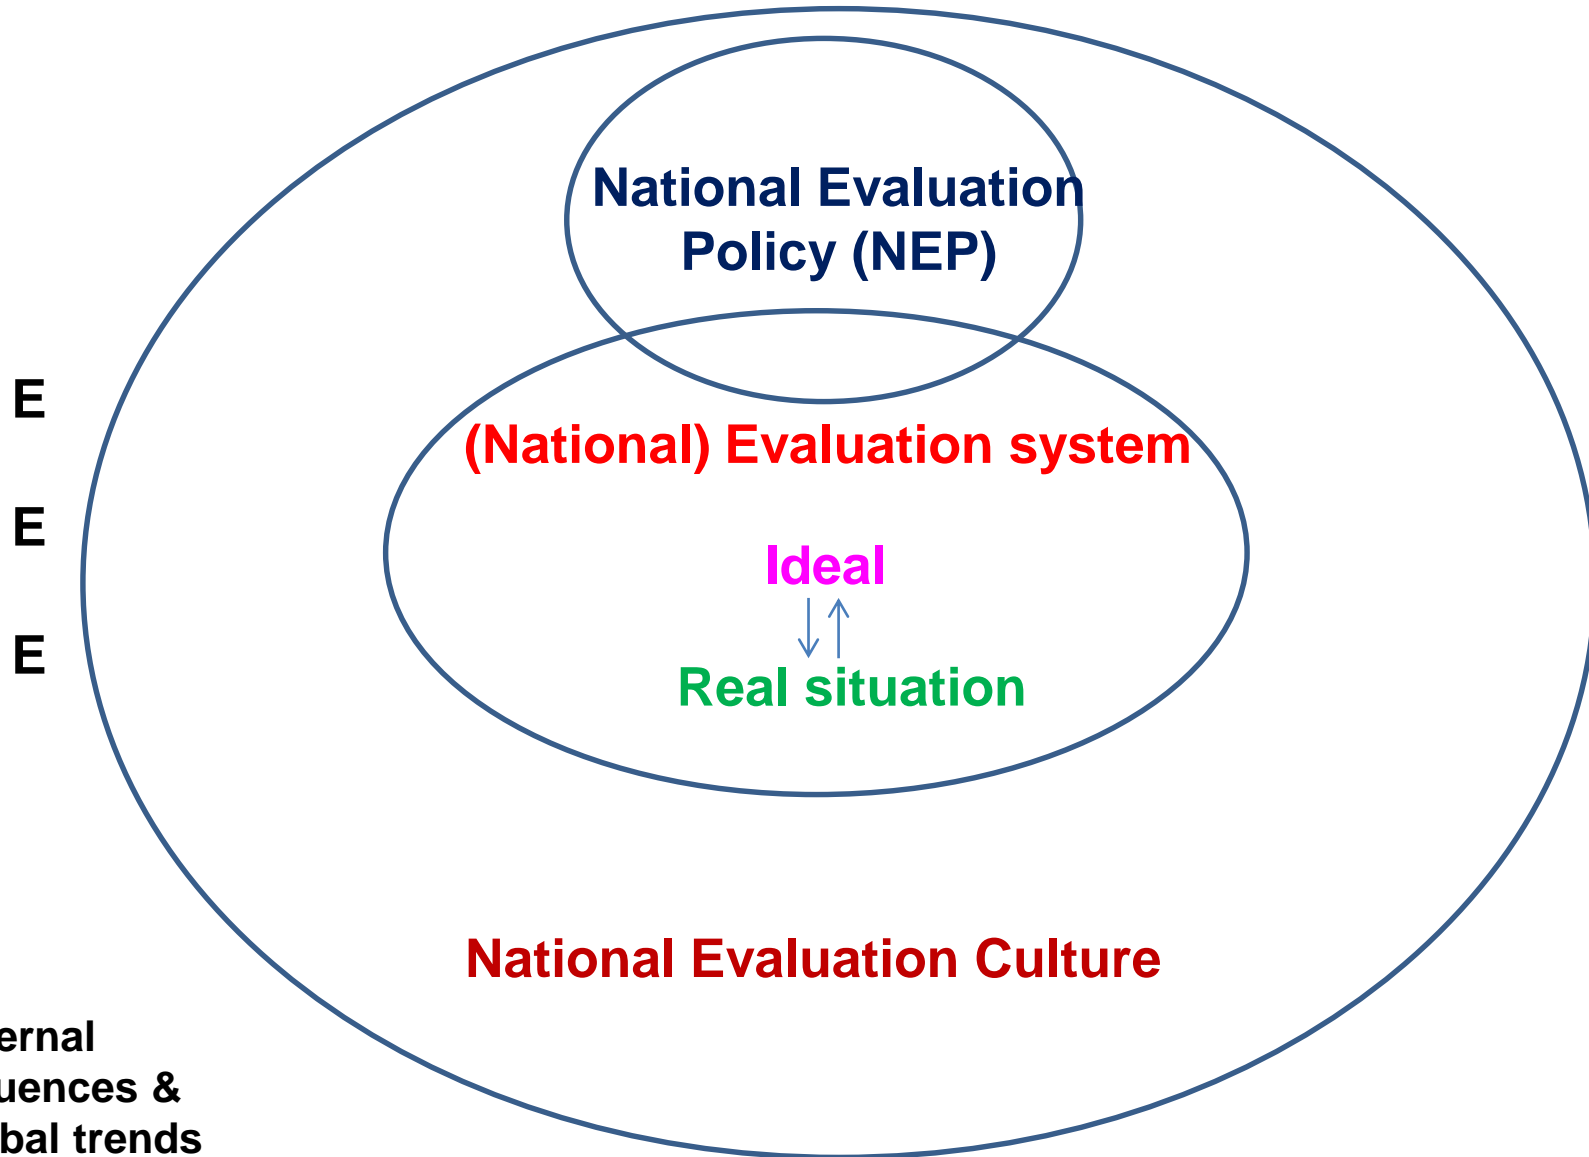 National Evaluation
Policy (NEP)
E
(National) Evaluation system
E
Ideal
E
Real situation
National Evaluation Culture
ernal
uences &
bal trends